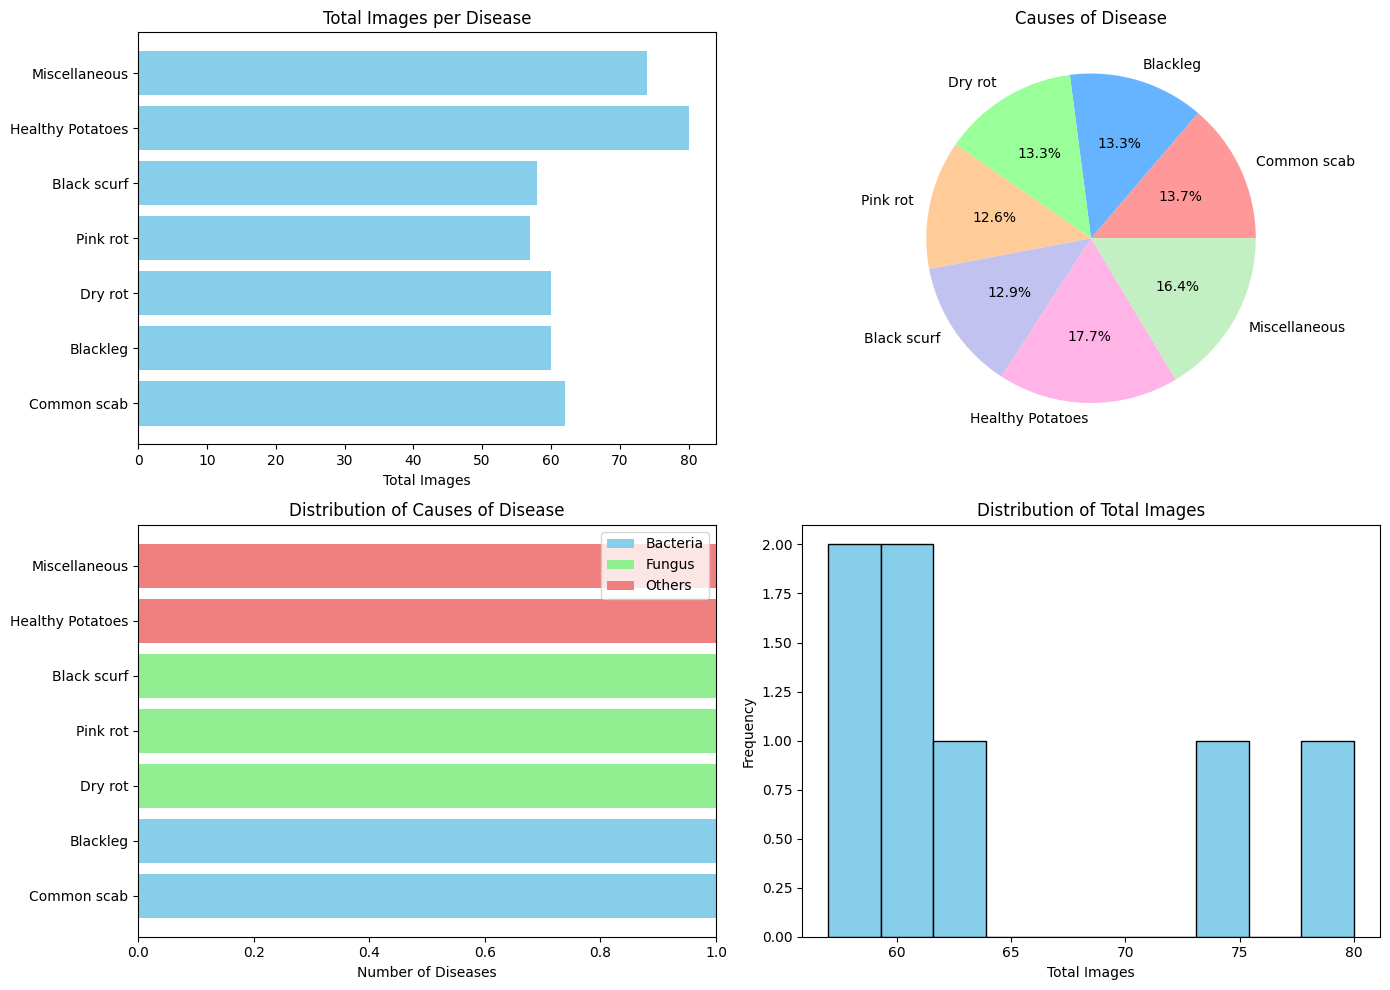 Total Images per Disease
Miscellaneous
Healthy Potatoes
Black scurf
Pink rot
Dry rot
Blackleg
Common scab
0 10 20 30 40 50 60 70 80
Total Images
Causes of Disease
Blackleg
Dry rot
Common scab
Pink rot
Black scurf
Miscellaneous
Healthy Potatoes
13.3%
13.3%
13.7%
12.6%
12.9%
16.4%
17.7%
Distribution of Causes of Disease
Bacteria
Fungus
Others
Miscellaneous
Healthy Potatoes
Black scurf
Pink rot
Dry rot
Blackleg
Common scab
0.0 0.2 0.4 0.6 0.8 1.0
Number of Diseases
Distribution of Total Images
2.00
1.75
1.50
1.25
1.00
0.75
0.50
0.25
0.00
Frequency
60 65 70 75 80
Total Images